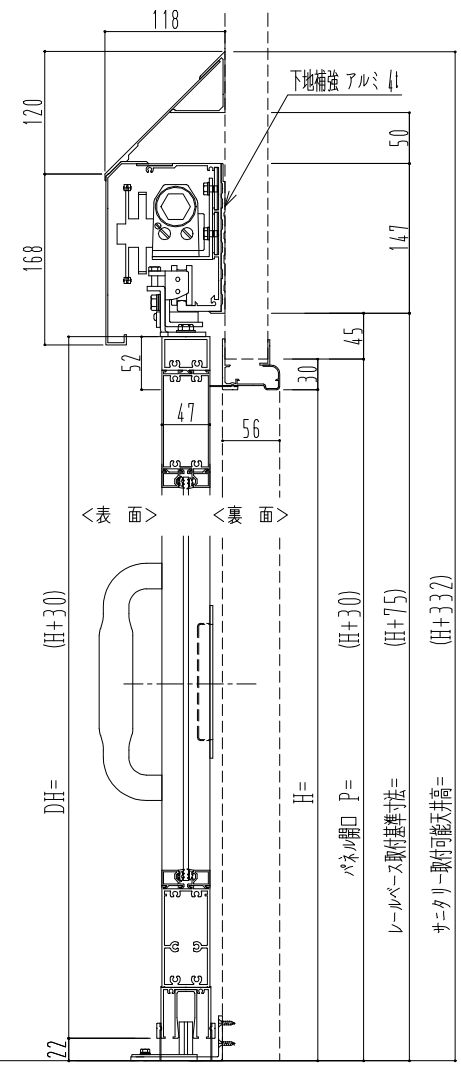 118
下地補強 アルミ 4t
120
168
50
147
45
30
52
47
56
<表 面>
<裏 面>
DH= (H+30)
H=
パネル開口 P= (H+30)
レールベース取付基準寸法= (H+75)
サニタリー取付可能天井高= (H+332)
22